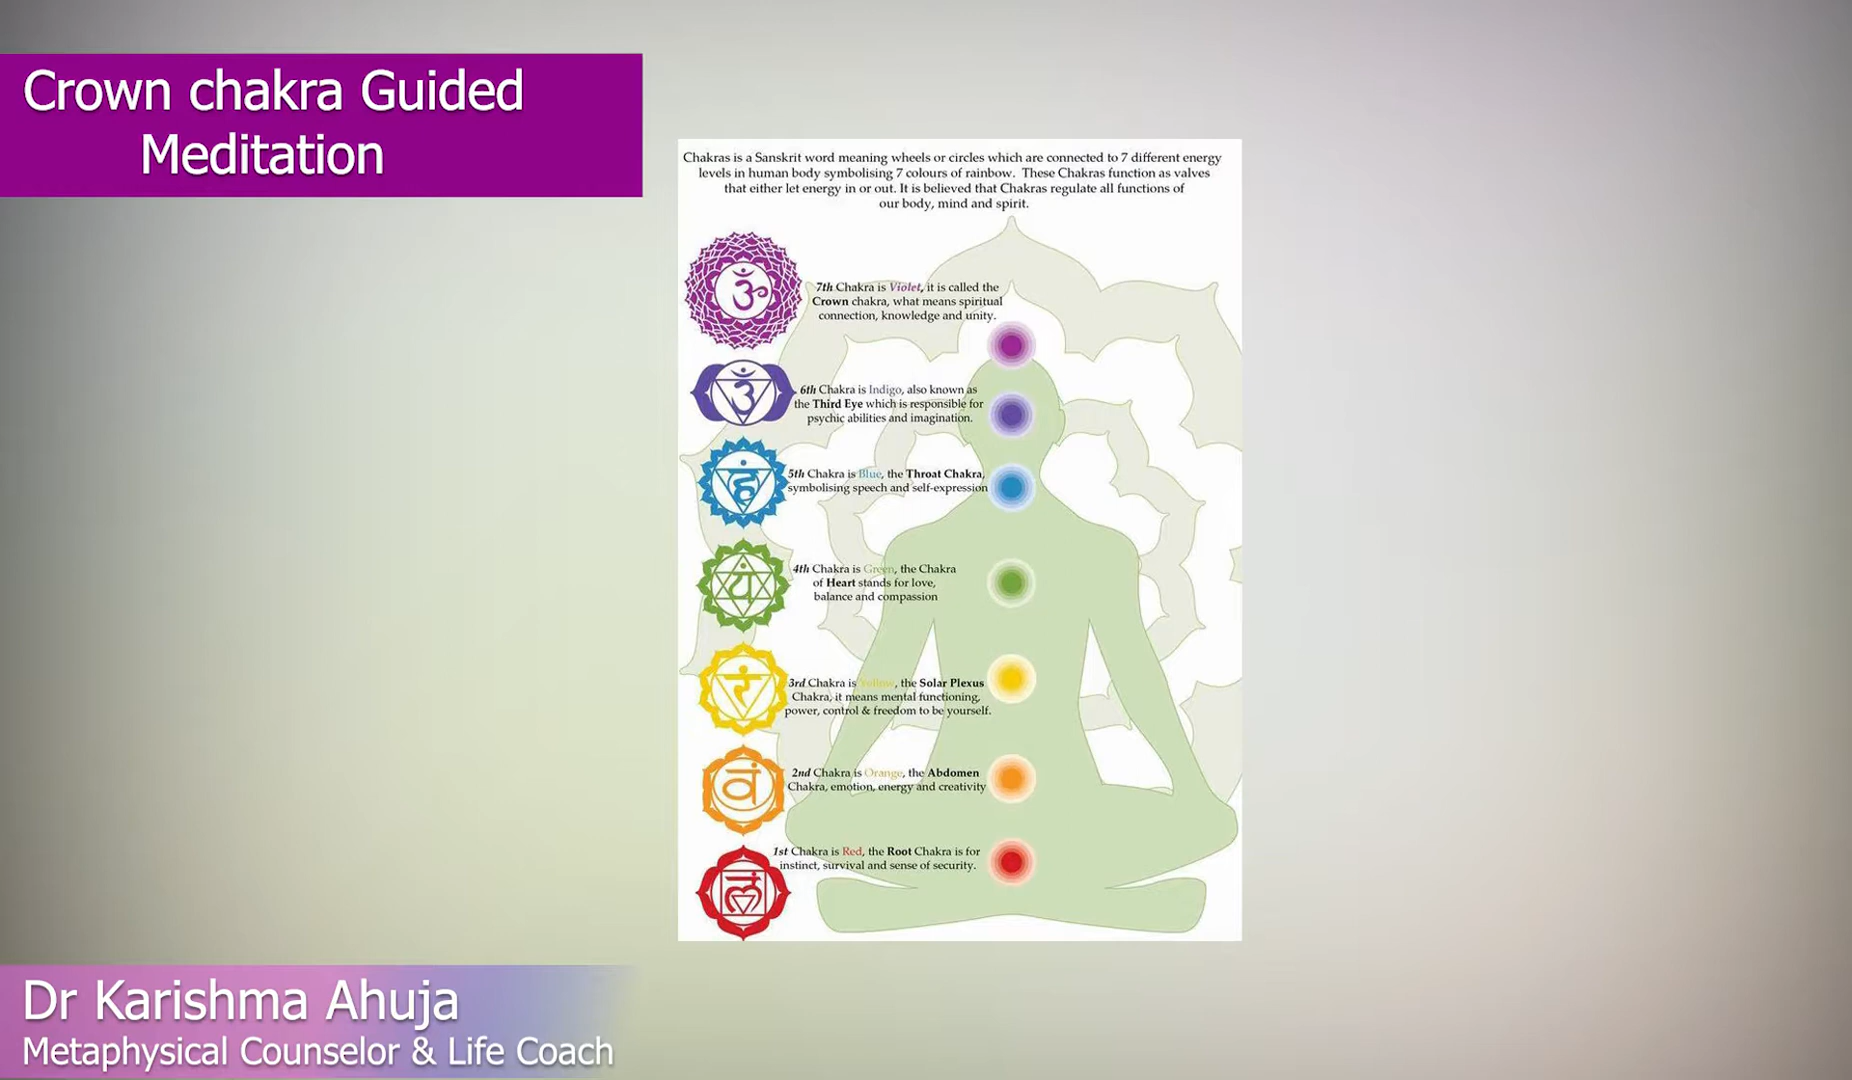 Crown chakra Guided
Meditation
Chakras is a Sanskrit word meaning wheels or circles which are connected to 7 different energy
levels in human body symbolising 7 colours of rainbow. These Chakras function as valves
that either let energy in or out. It is believed that Chakras regulate all functions of
our body, mind and spirit.
ॐ
7th Chakra is Violet, it is called the
Crown chakra, what means spiritual
connection, knowledge and unity.
6th Chakra is Indigo, also known as
the Third Eye which is responsible for
psychic abilities and imagination.
हं
5th Chakra is Blue, the Throat Chakra,
symbolising speech and self-expression
यं
4th Chakra is Green, the Chakra
of Heart stands for love,
balance and compassion
रं
3rd Chakra is Yellow, the Solar Plexus
Chakra, it means mental functioning,
power, control & freedom to be yourself.
वं
2nd Chakra is Orange, the Abdomen
Chakra, emotion, energy and creativity
लं
1st Chakra is Red, the Root Chakra is for
instinct, survival and sense of security.
Dr Karishma Ahuja
Metaphysical Counselor & Life Coach